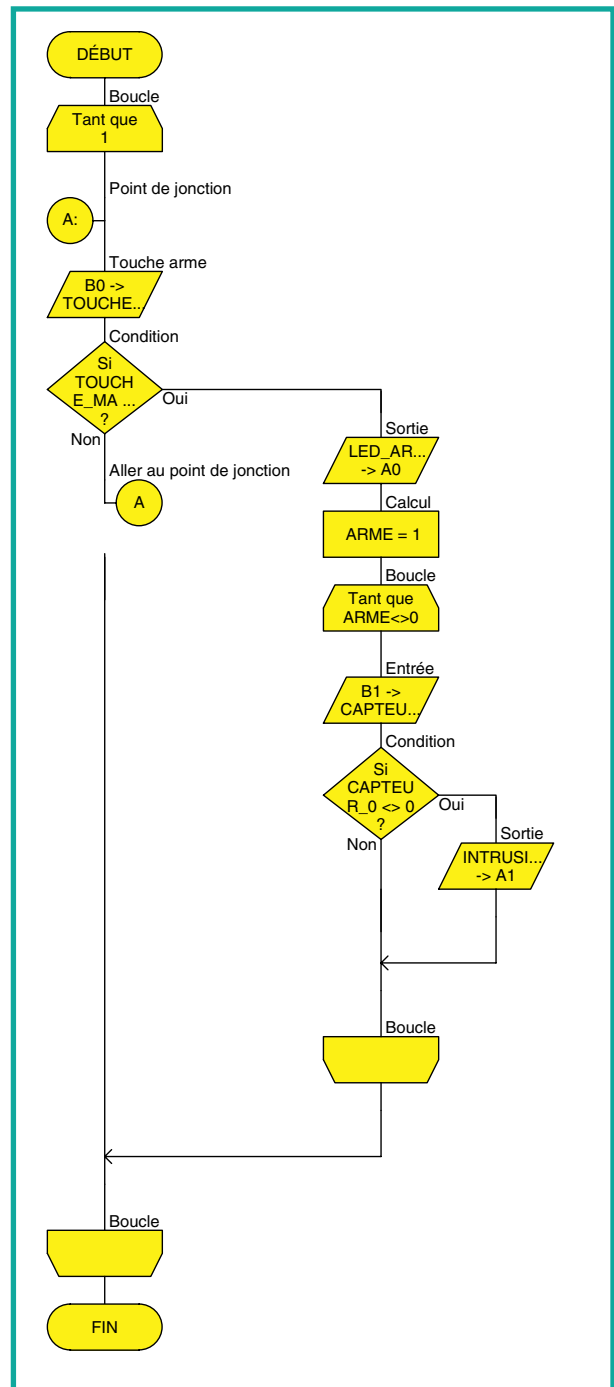 DÉBUT
Boucle
Tant que
1
Point de jonction
A:
Touche arme
B0 ->
TOUCHE...
Condition
Si
TOUCH
E_MA ...
?
Oui
Non
Aller au point de jonction
A
Sortie
LED_AR...
-> A0
Calcul
ARME = 1
Boucle
Tant que
ARME<>0
Entrée
B1 ->
CAPTEU...
Condition
Si
CAPTEU
R_0 <> 0
?
Oui
Non
Sortie
INTRUSI...
-> A1
Boucle
Boucle
FIN